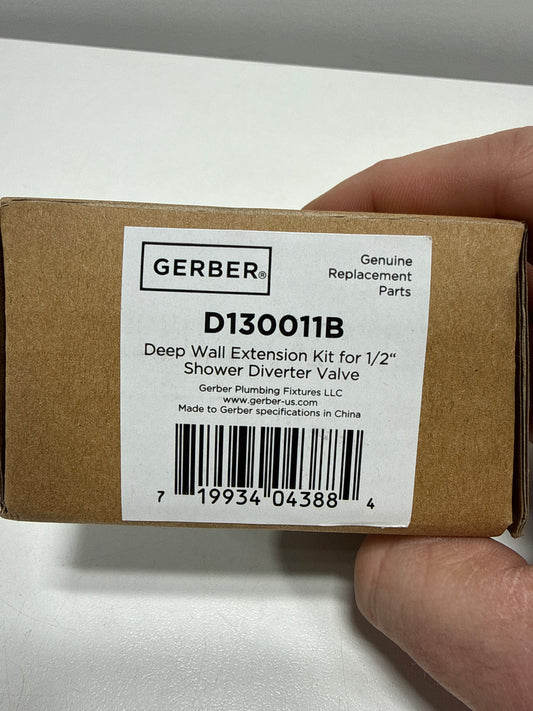 GERBER®
Genuine
Replacement
Parts
D130011B
Deep Wall Extension Kit for 1/2“
Shower Diverter Valve
Gerber Plumbing Fixtures LLC
www.gerber-us.com
Made to Gerber specifications in China
7 19934 04388 4